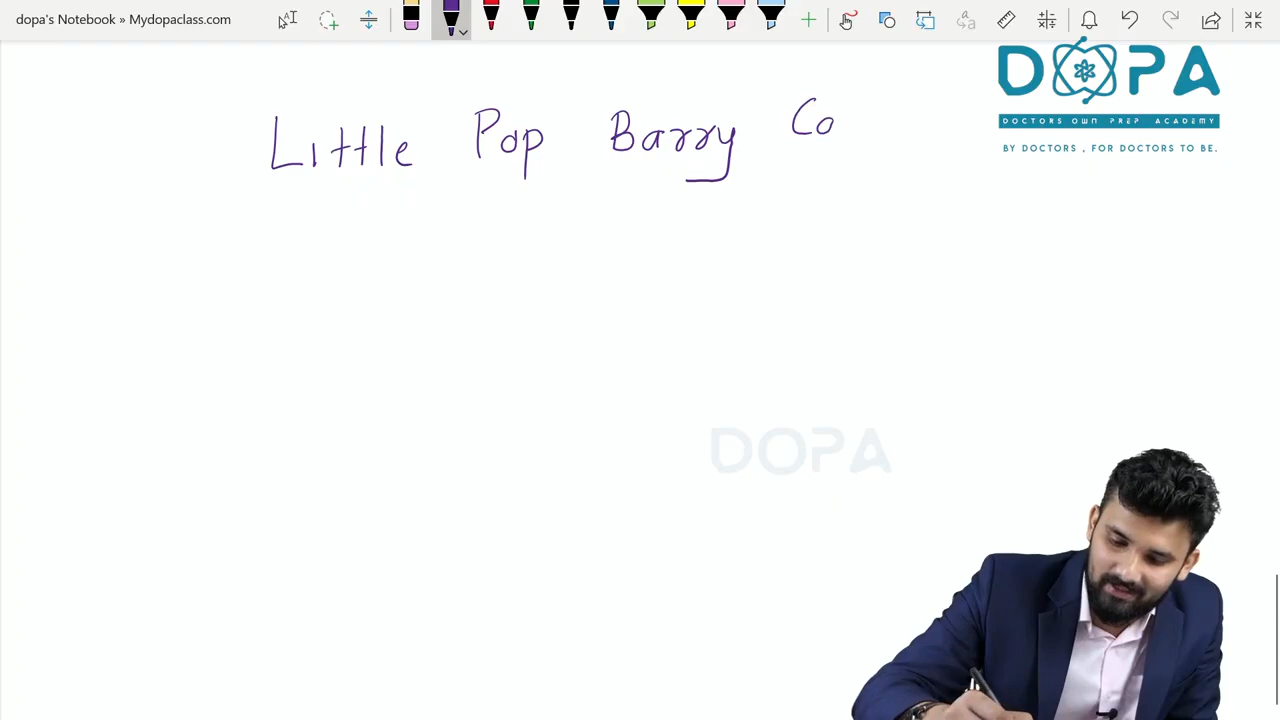 dopa's Notebook » Mydopaclass.com
DOPA
DOCTORS OWN PREP ACADEMY
BY DOCTORS , FOR DOCTORS TO BE.
Little Pop Barry Co
DOPA